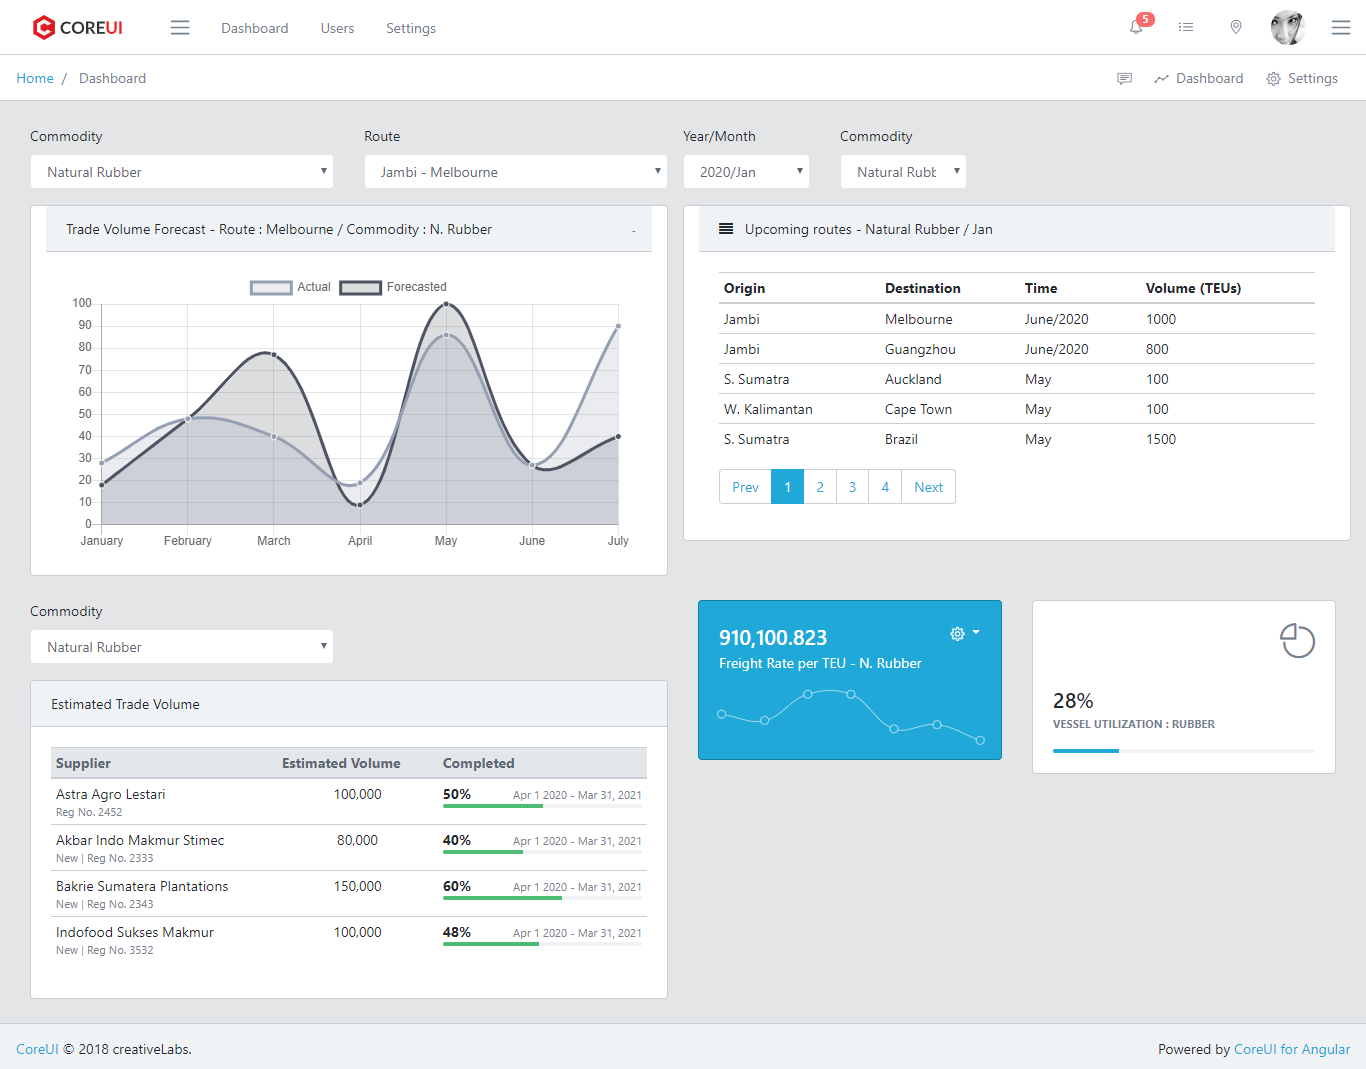 COREUI Dashboard Users Settings 5
Home / Dashboard Dashboard Settings
Commodity Route Year/Month Commodity
Natural Rubber Jambi - Melbourne 2020/Jan Natural Rubb
Trade Volume Forecast - Route : Melbourne / Commodity : N. Rubber -
Actual Forecasted
100
90
80
70
60
50
40
30
20
10
0
January February March April May June July
Upcoming routes - Natural Rubber / Jan
Origin Destination Time Volume (TEUs)
Jambi Melbourne June/2020 1000
Jambi Guangzhou June/2020 800
S. Sumatra Auckland May 100
W. Kalimantan Cape Town May 100
S. Sumatra Brazil May 1500
Prev 1 2 3 4 Next
Commodity
Natural Rubber
Estimated Trade Volume
Supplier Estimated Volume Completed
Astra Agro Lestari 100,000 50% Apr 1 2020 - Mar 31, 2021
Reg No. 2452
Akbar Indo Makmur Stimec 80,000 40% Apr 1 2020 - Mar 31, 2021
New | Reg No. 2333
Bakrie Sumatera Plantations 150,000 60% Apr 1 2020 - Mar 31, 2021
New | Reg No. 2343
Indofood Sukses Makmur 100,000 48% Apr 1 2020 - Mar 31, 2021
New | Reg No. 3532
910,100.823
Freight Rate per TEU - N. Rubber
28%
VESSEL UTILIZATION : RUBBER
CoreUI © 2018 creativeLabs. Powered by CoreUI for Angular